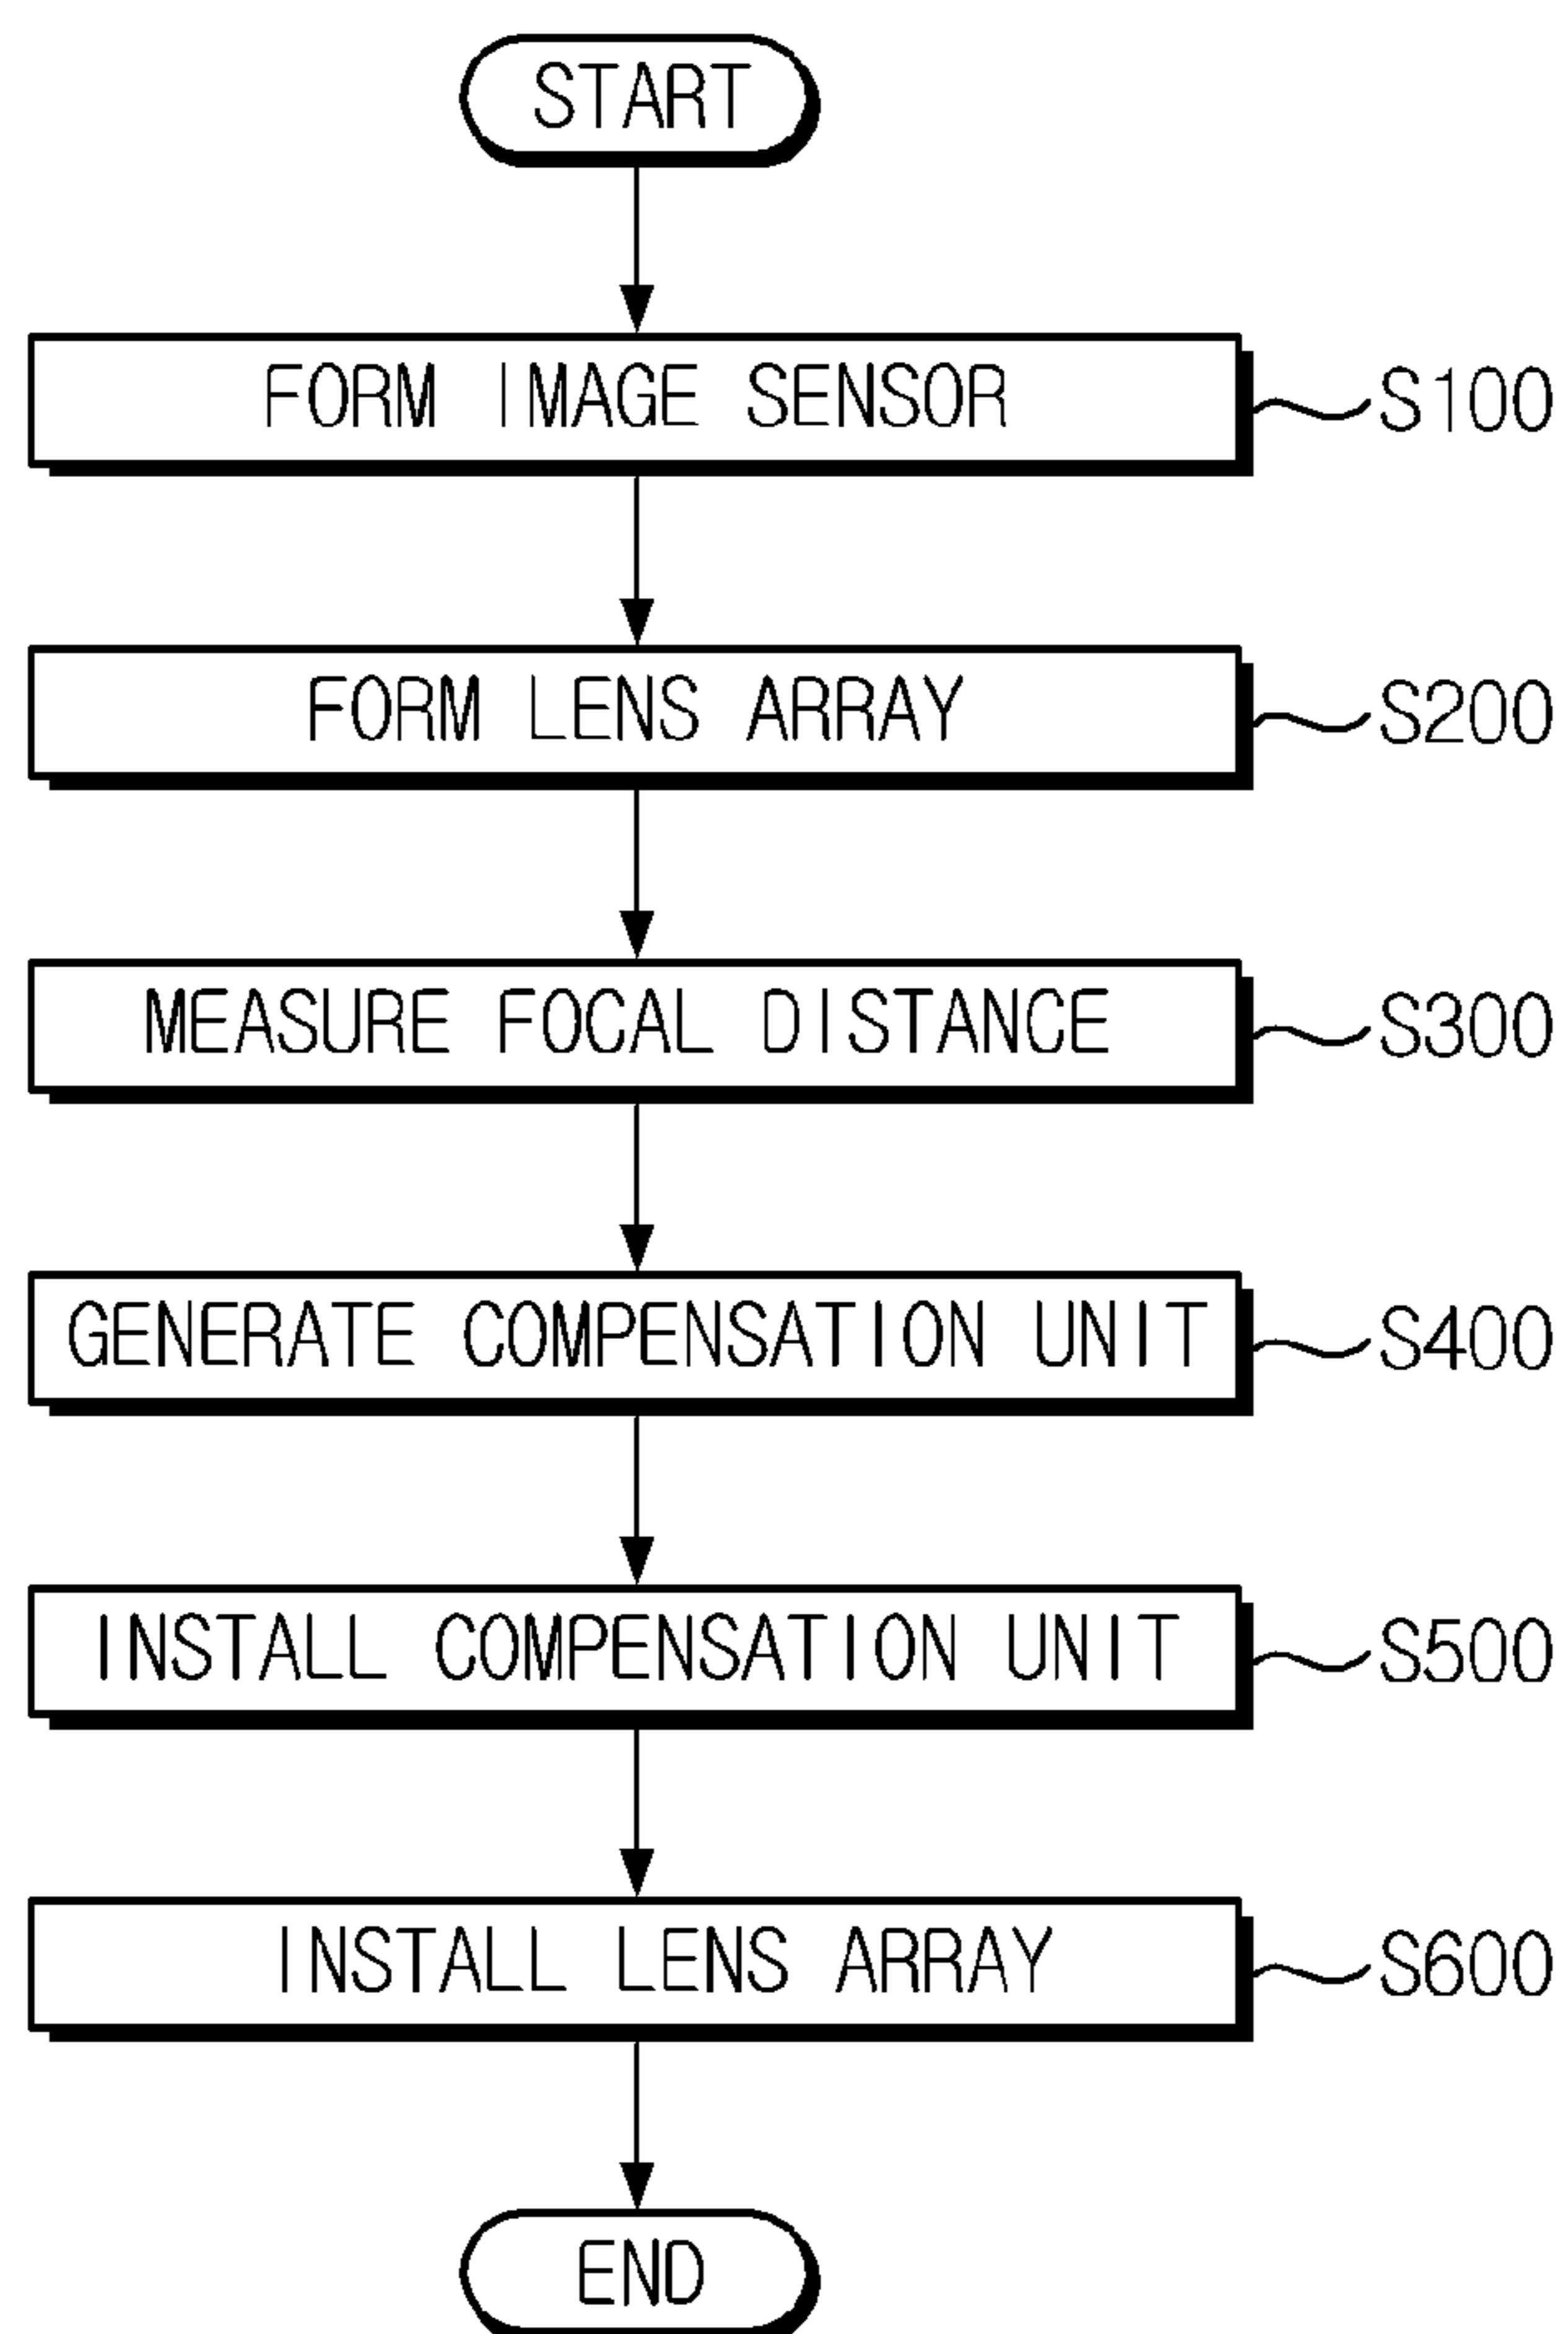 START
FORM IMAGE SENSOR
S100
FORM LENS ARRAY
S200
MEASURE FOCAL DISTANCE
S300
GENERATE COMPENSATION UNIT
S400
INSTALL COMPENSATION UNIT
S500
INSTALL LENS ARRAY
S600
END